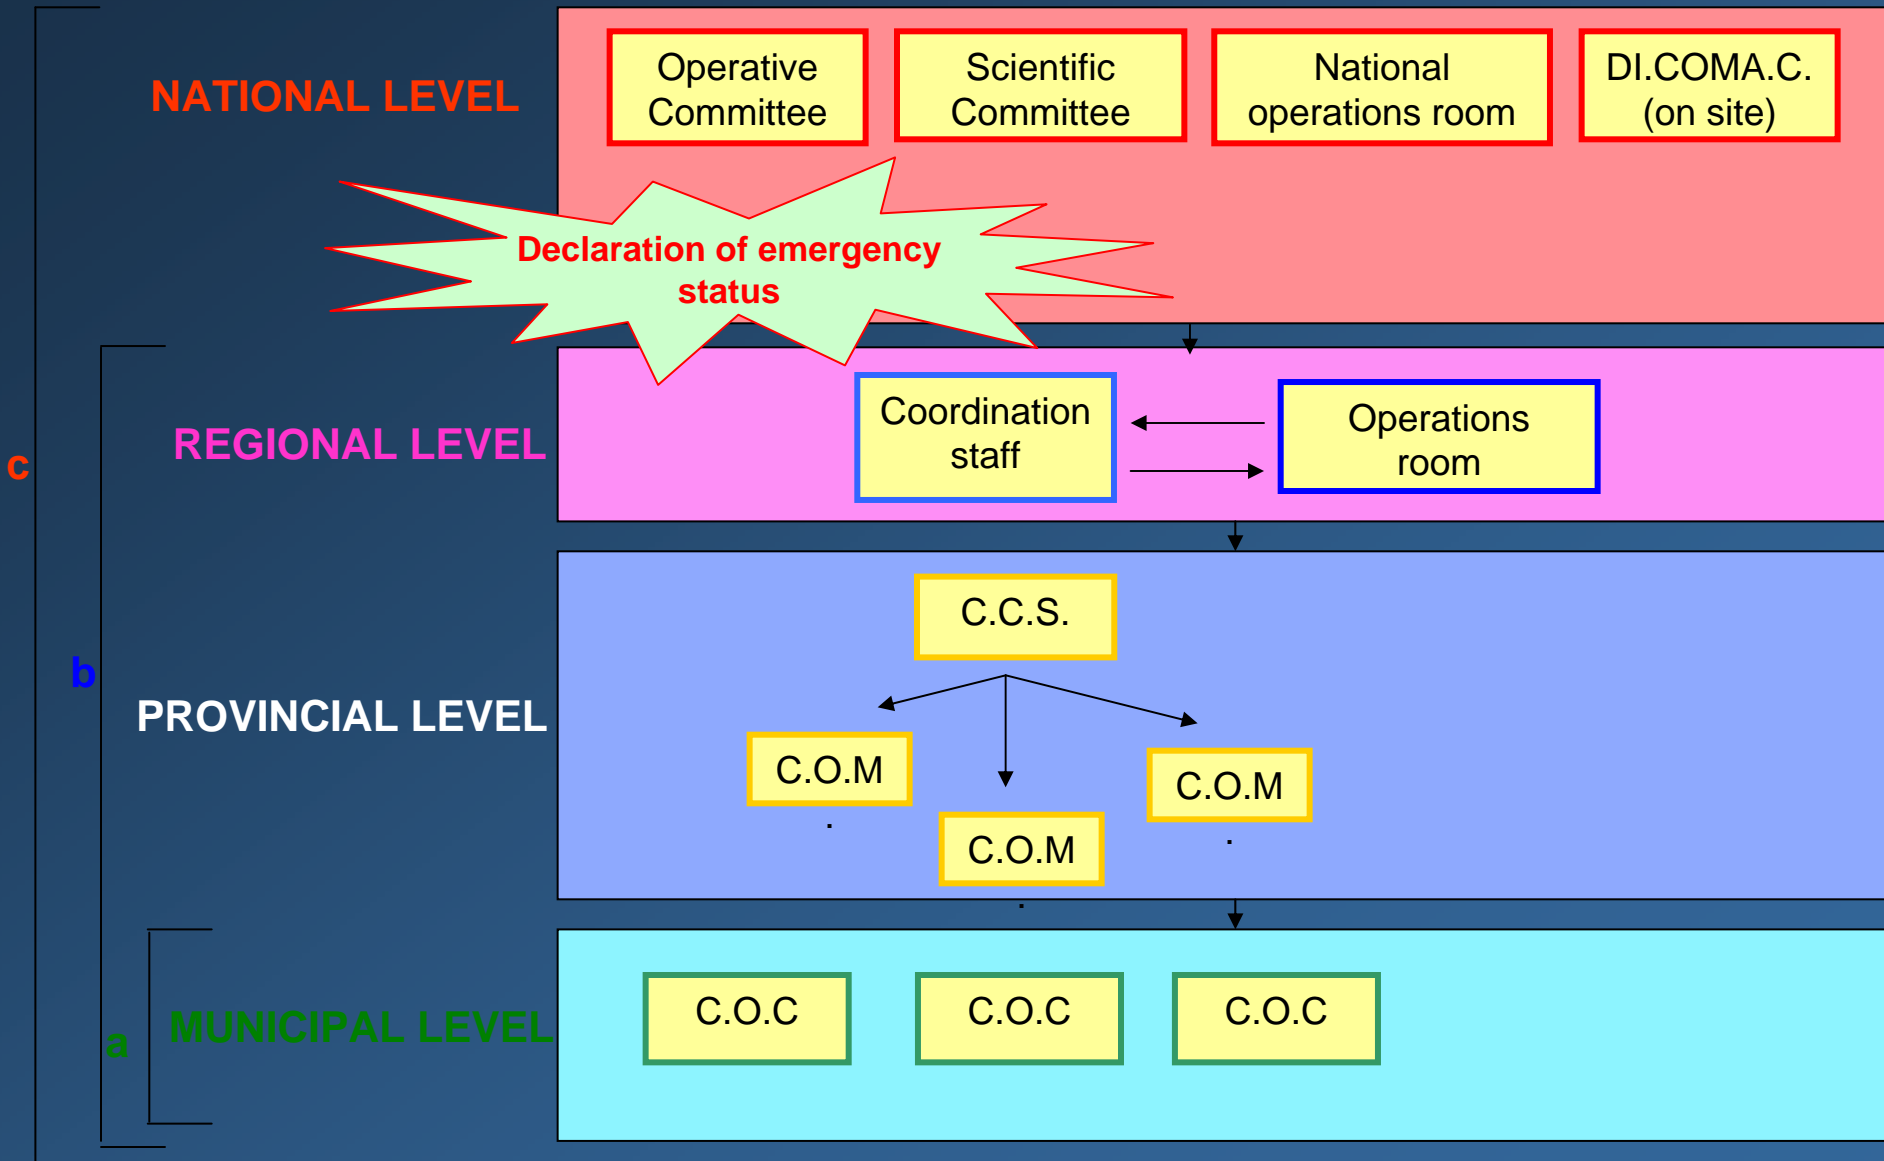 NATIONAL LEVEL
Operative
Committee
Scientific
Committee
National
operations room
DI.COMA.C.
(on site)
Declaration of emergency
status
c
REGIONAL LEVEL
Coordination
staff
Operations
room
b
PROVINCIAL LEVEL
C.C.S.
C.O.M
.
C.O.M
.
C.O.M
.
a
MUNICIPAL LEVEL
C.O.C
C.O.C
C.O.C